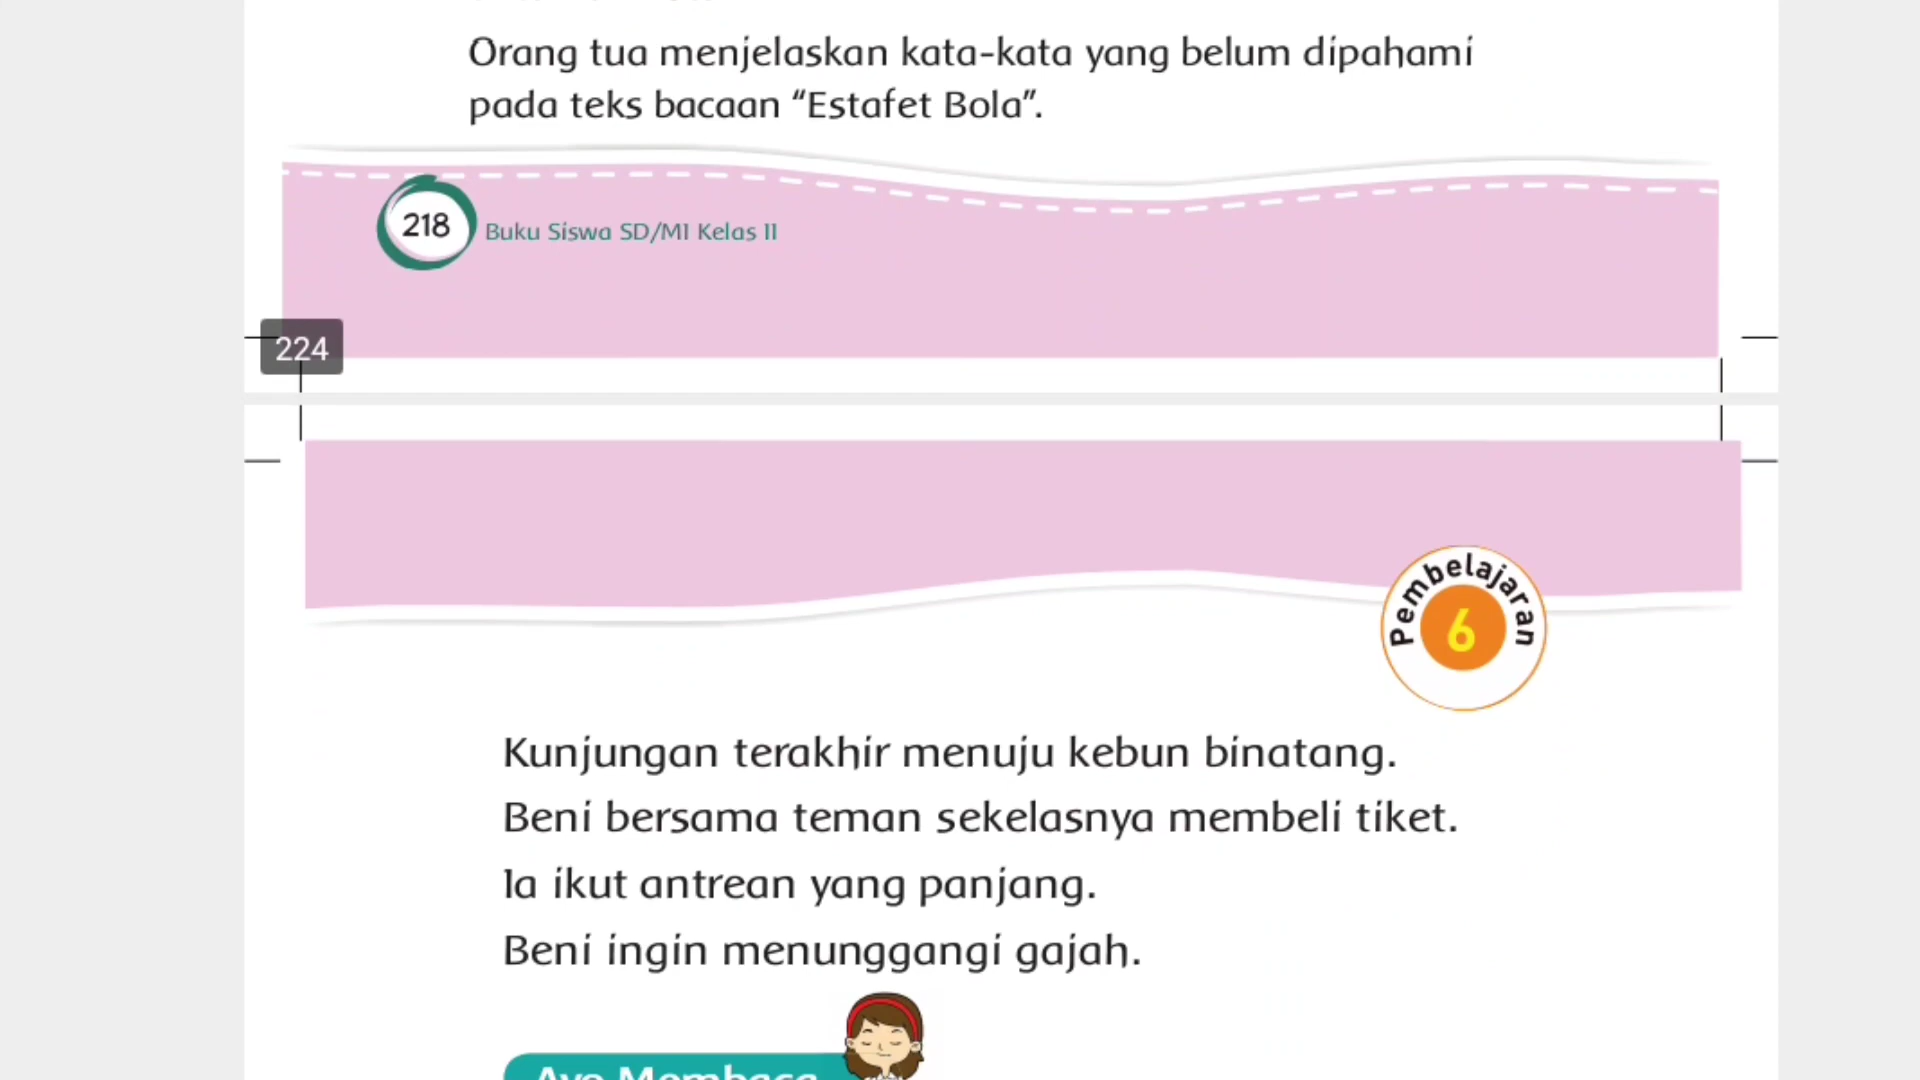 Orang tua menjelaskan kata-kata yang belum dipahami
pada teks bacaan “Estafet Bola”.
218
Buku Siswa SD/MI Kelas II
224
Pembelajaran
6
Kunjungan terakhir menuju kebun binatang.
Beni bersama teman sekelasnya membeli tiket.
Ia ikut antrean yang panjang.
Beni ingin menunggangi gajah.
Ayo Membaca